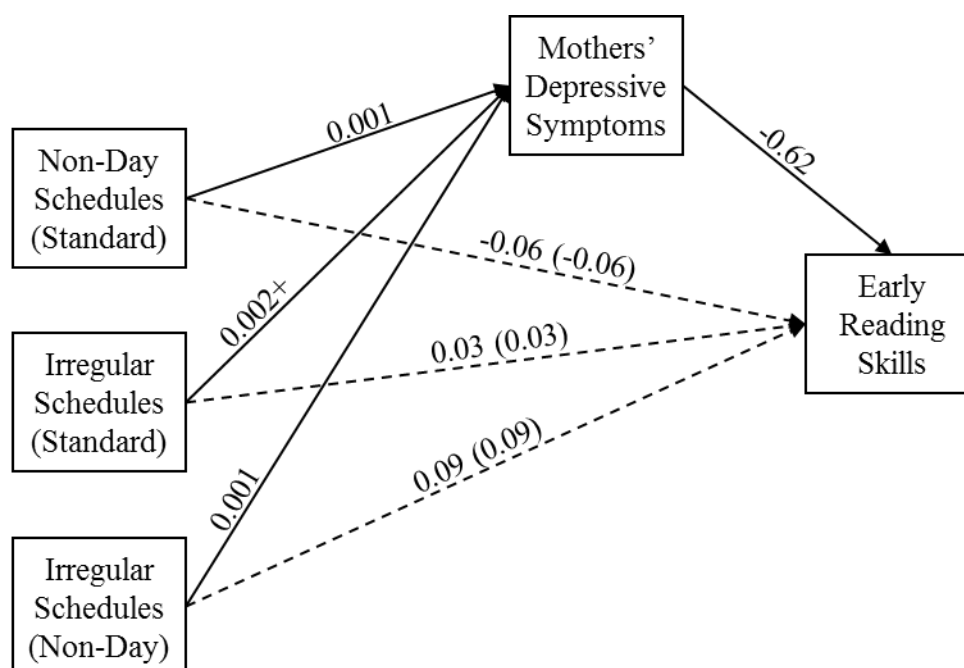 Mothers’
Depressive
Symptoms
0.001
Non-Day
Schedules
(Standard)
-0.62
-0.06 (-0.06)
Early
Reading
Skills
0.002+
Irregular
Schedules
(Standard)
0.03 (0.03)
0.001
0.09 (0.09)
Irregular
Schedules
(Non-Day)